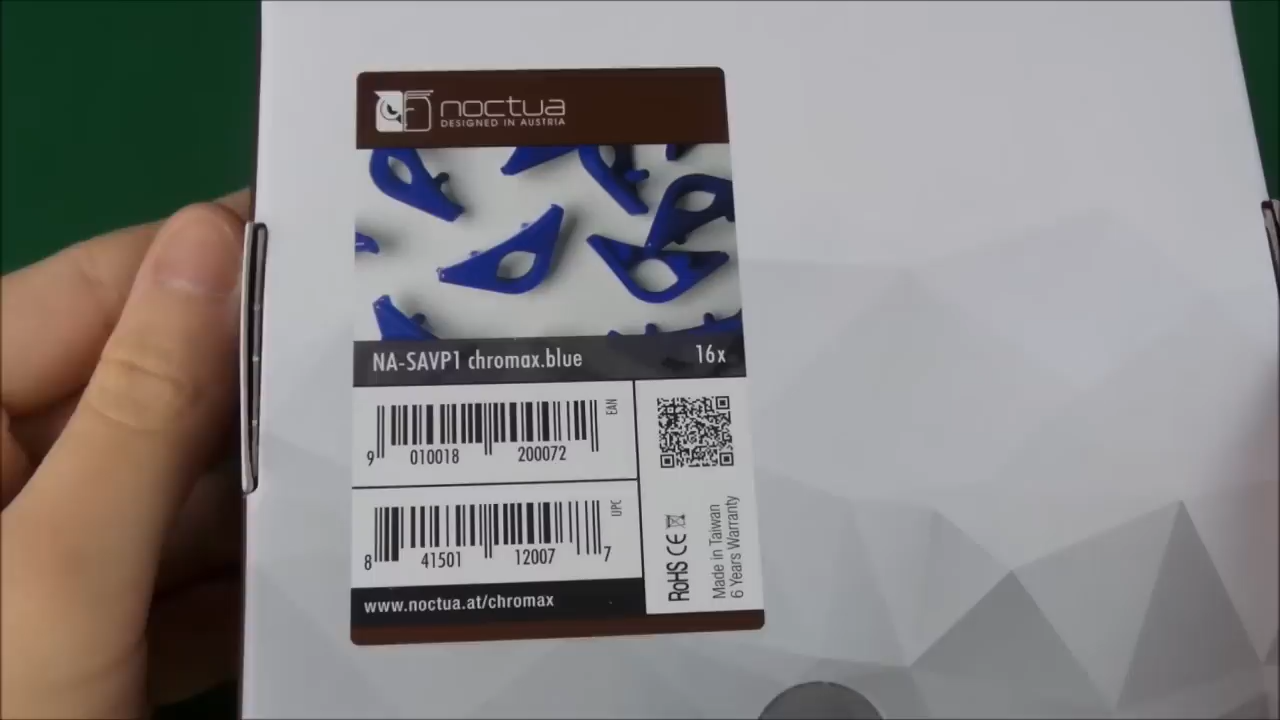 noctua
DESIGNED IN AUSTRIA
NA-SAVP1 chromax.blue 16x
EAN
9 010018 200072
UPC
8 41501 12007 7
RoHS CE
Made in Taiwan
6 Years Warranty
www.noctua.at/chromax